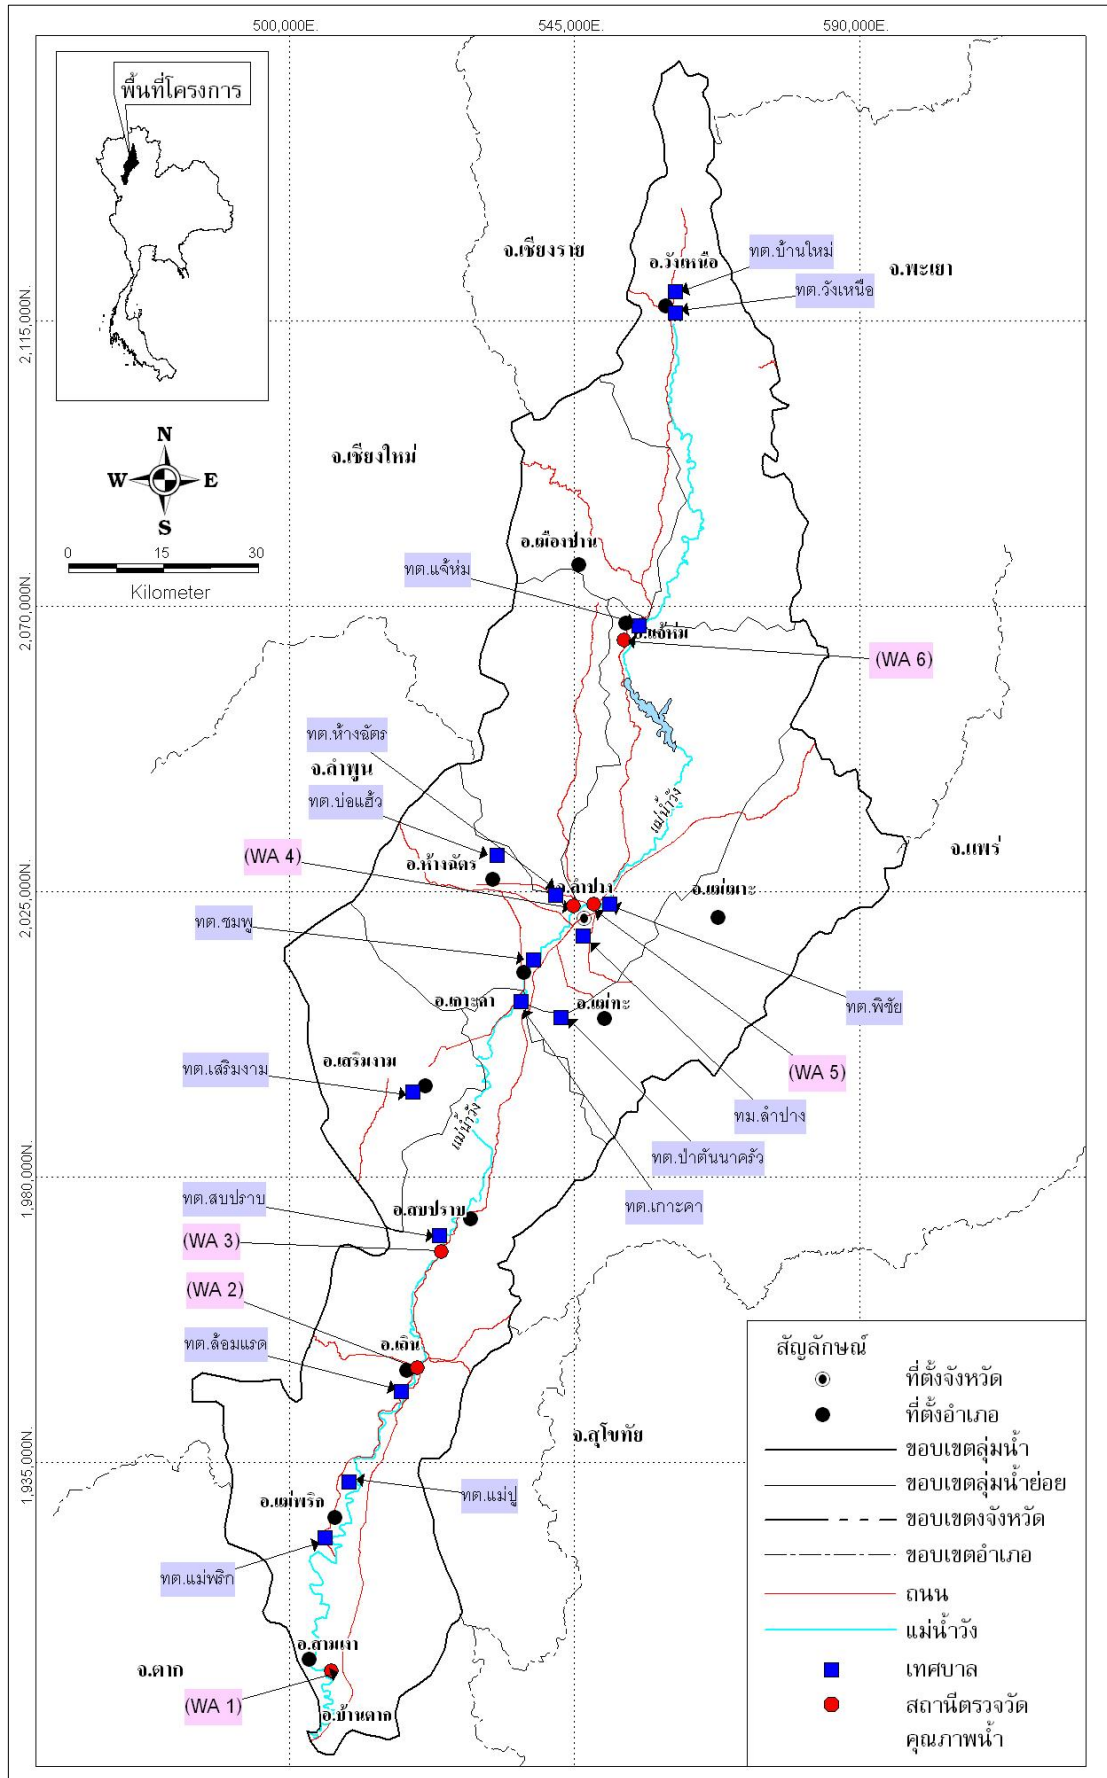 500,000E.
545,000E.
590,000E.
พื้นที่โครงการ
ทต.บ้านใหม่
จ.เชียงราย
อ.วังเหนือ
จ.พะเยา
ทต.วังเหนือ
2,115,000N.
จ.เชียงใหม่
N
W
E
S
0
15
30
Kilometer
อ.เมืองปาน
ทต.แจ้ห่ม
2,070,000N.
อ.แจ้ห่ม
(WA 6)
ทต.ห้างฉัตร
จ.ลำพูน
ทต.บ่อแฮ้ว
แม่น้ำวัง
จ.แพร่
(WA 4)
อ.ห้างฉัตร
จ.ลำปาง
อ.แม่เมาะ
2,025,000N.
ทต.ชมพู
อ.เกาะคา
อ.แม่ทะ
ทต.พิชัย
อ.เสริมงาม
ทต.เสริมงาม
(WA 5)
แม่น้ำวัง
ทม.ลำปาง
ทต.ป่าตันนาครัว
1,980,000N.
ทต.สบปราบ
อ.สบปราบ
ทต.เกาะคา
(WA 3)
(WA 2)
ทต.ล้อมแรด
อ.เถิน
จ.สุโขทัย
1,935,000N.
ทต.แม่ปุ
อ.แม่พริก
ทต.แม่พริก
อ.สามเงา
จ.ตาก
(WA 1)
อ.บ้านตาก
สัญลักษณ์
ที่ตั้งจังหวัด
ที่ตั้งอำเภอ
ขอบเขตลุ่มน้ำ
ขอบเขตลุ่มน้ำย่อย
ขอบเขตงจังหวัด
ขอบเขตอำเภอ
ถนน
แม่น้ำวัง
เทศบาล
สถานีตรวจวัด
คุณภาพน้ำ